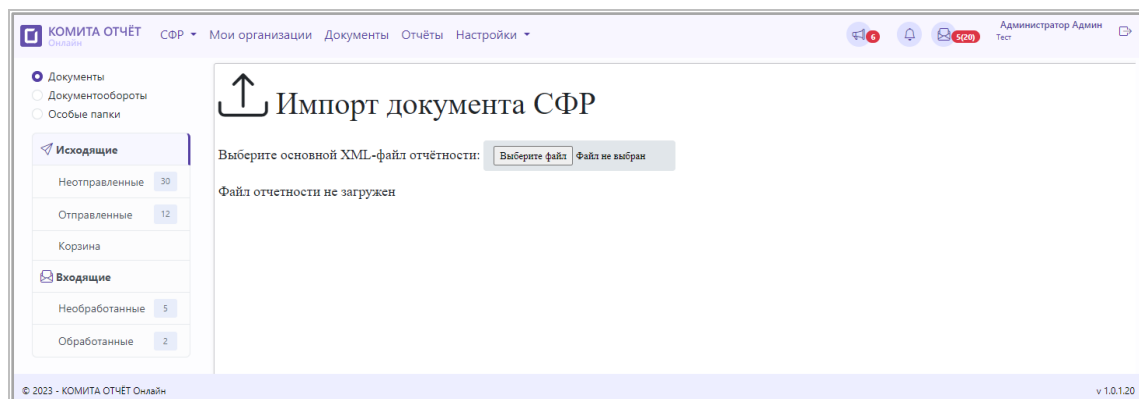 КОМИТА ОТЧЁТ
Онлайн
СФР Мои организации Документы Отчёты Настройки
6
5(20)
Администратор Админ
Тест
Документы
Документообороты
Особые папки
Исходящие
Неотправленные 30
Отправленные 12
Корзина
Входящие
Необработанные 5
Обработанные 2
Импорт документа СФР
Выберите основной XML-файл отчётности: Выберите файл Файл не выбран
Файл отчетности не загружен
© 2023 - КОМИТА ОТЧЁТ Онлайн
v 1.0.1.20